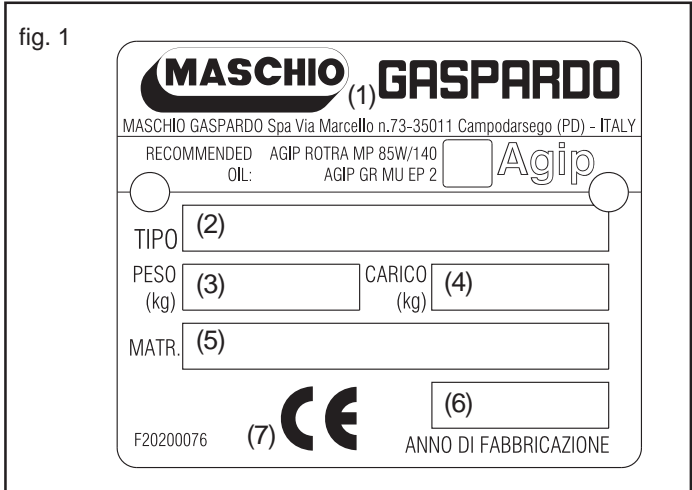 fig. 1
MASCHIO (1) GASPARDO
MASCHIO GASPARDO Spa Via Marcello n.73-35011 Campodarsego (PD) - ITALY
RECOMMENDED OIL: AGIP ROTRA MP 85W/140
AGIP GR MU EP 2
Agip
TIPO (2)
PESO (kg) (3) CARICO (kg) (4)
MATR. (5)
(6)
F20200076 (7) CE ANNO DI FABBRICAZIONE